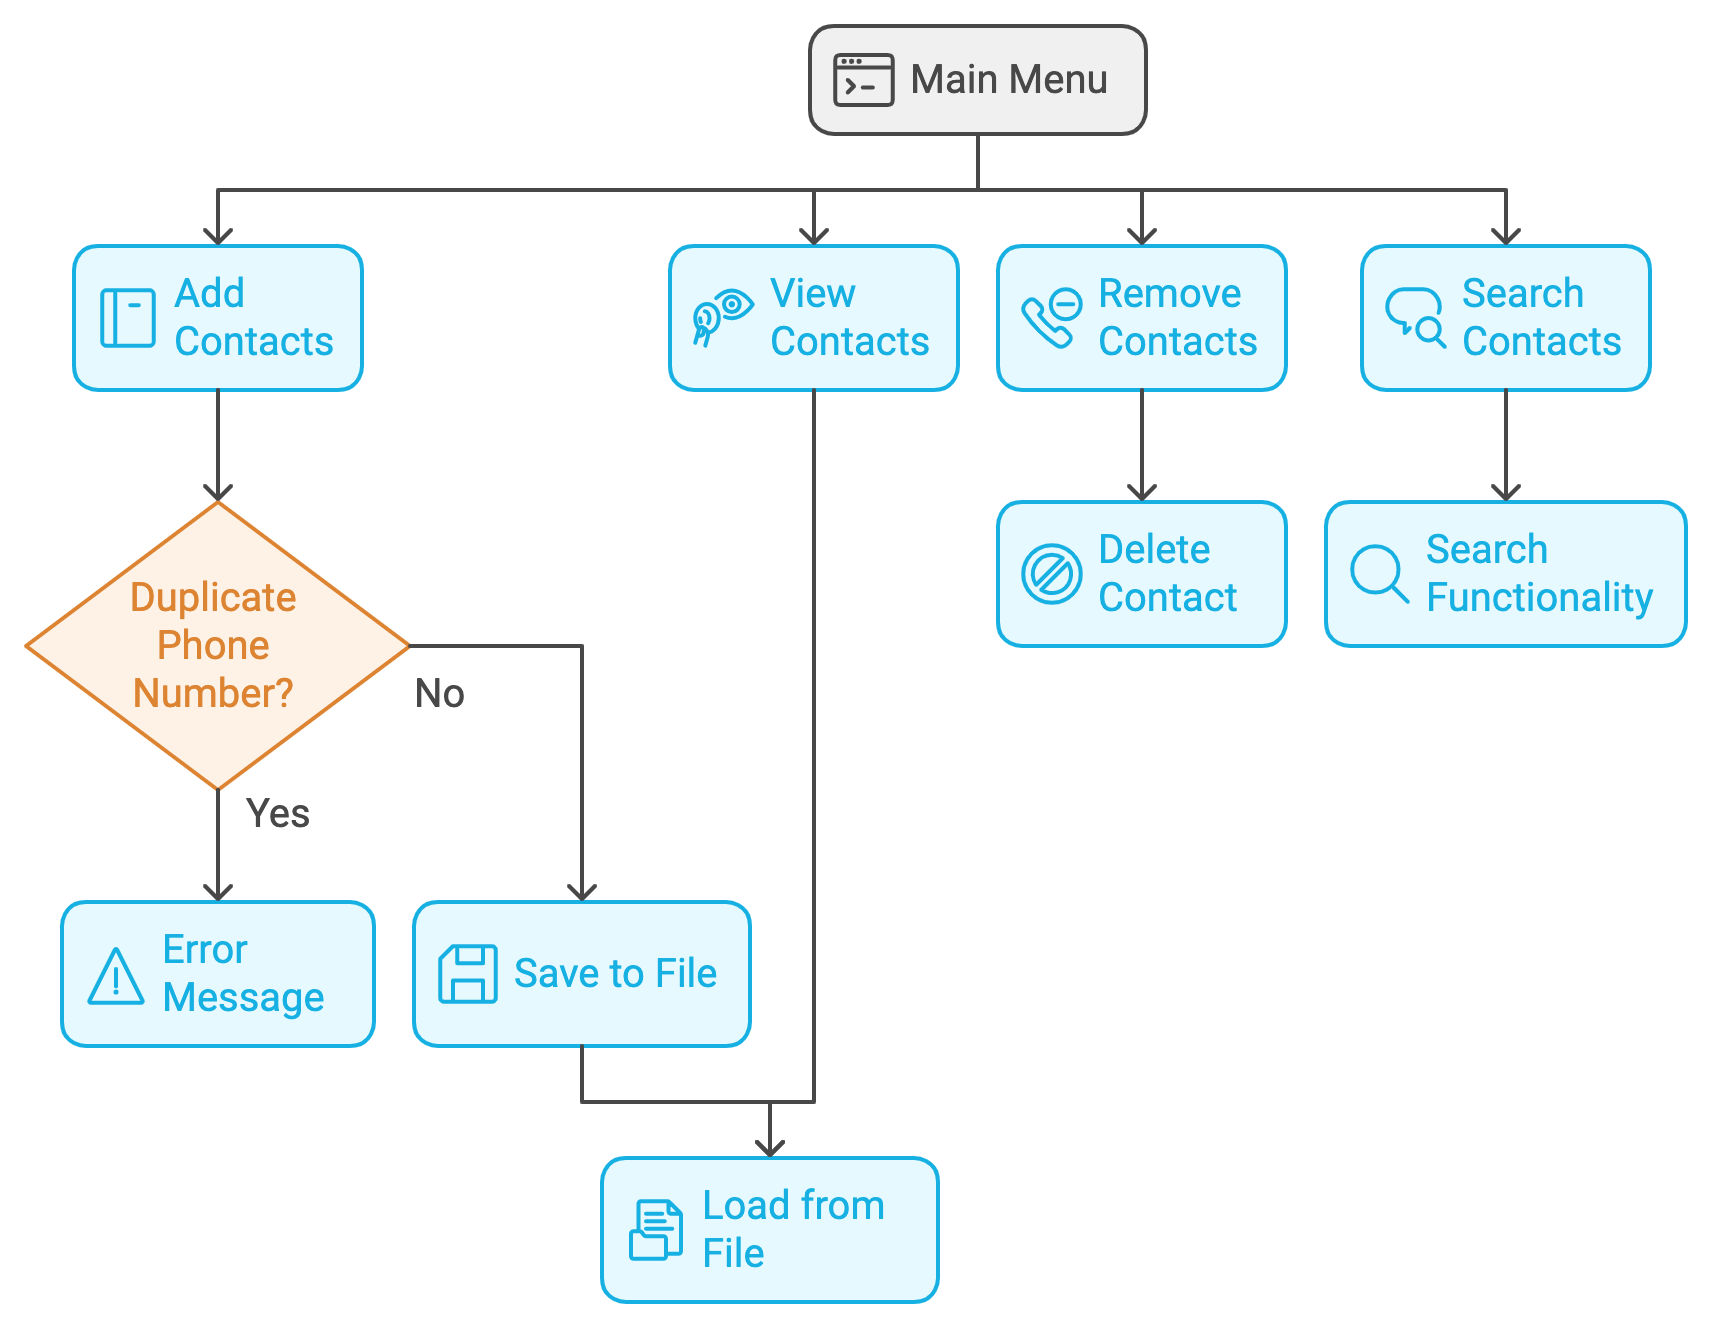 Main Menu
Add
Contacts
View
Contacts
Remove
Contacts
Search
Contacts
Duplicate
Phone
Number?
No
Yes
Delete
Contact
Search
Functionality
Error
Message
Save to File
Load from
File